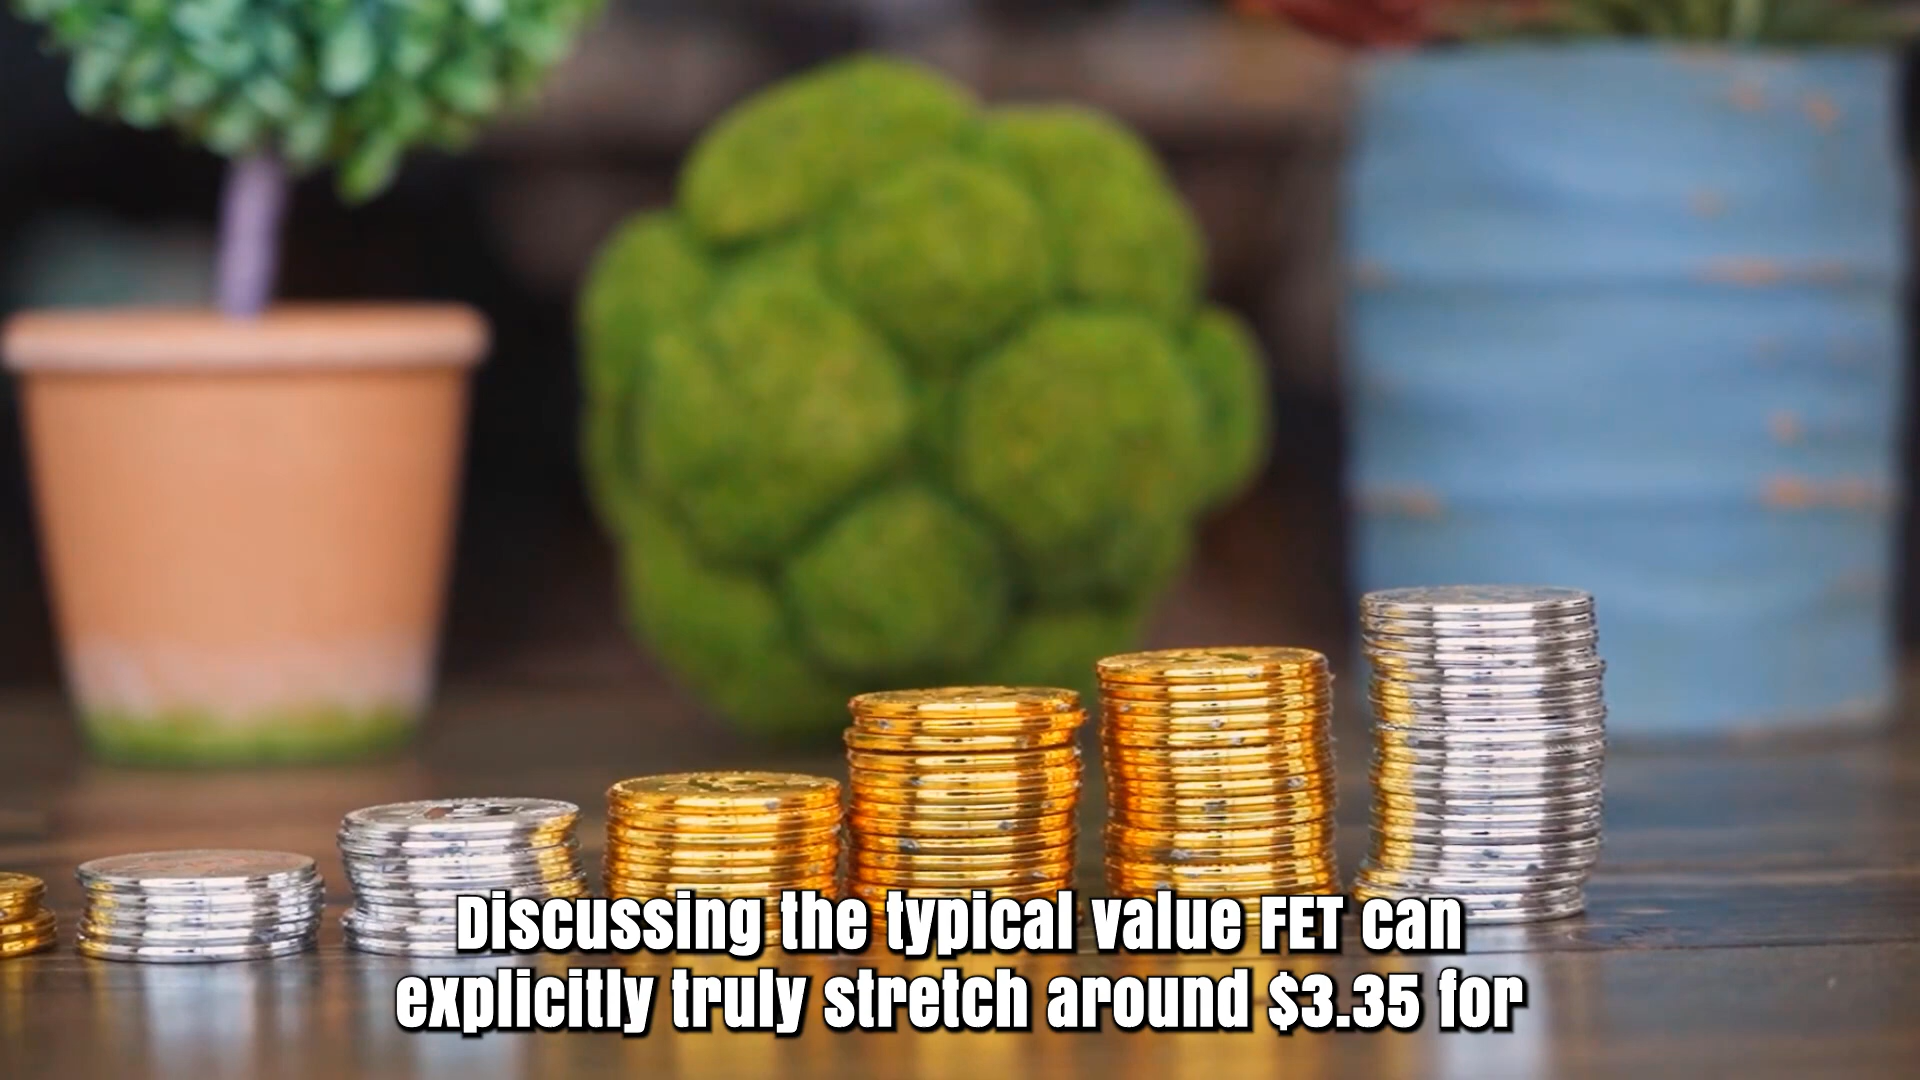 Discussing the typical value FET can
explicitly truly stretch around $3.35 for